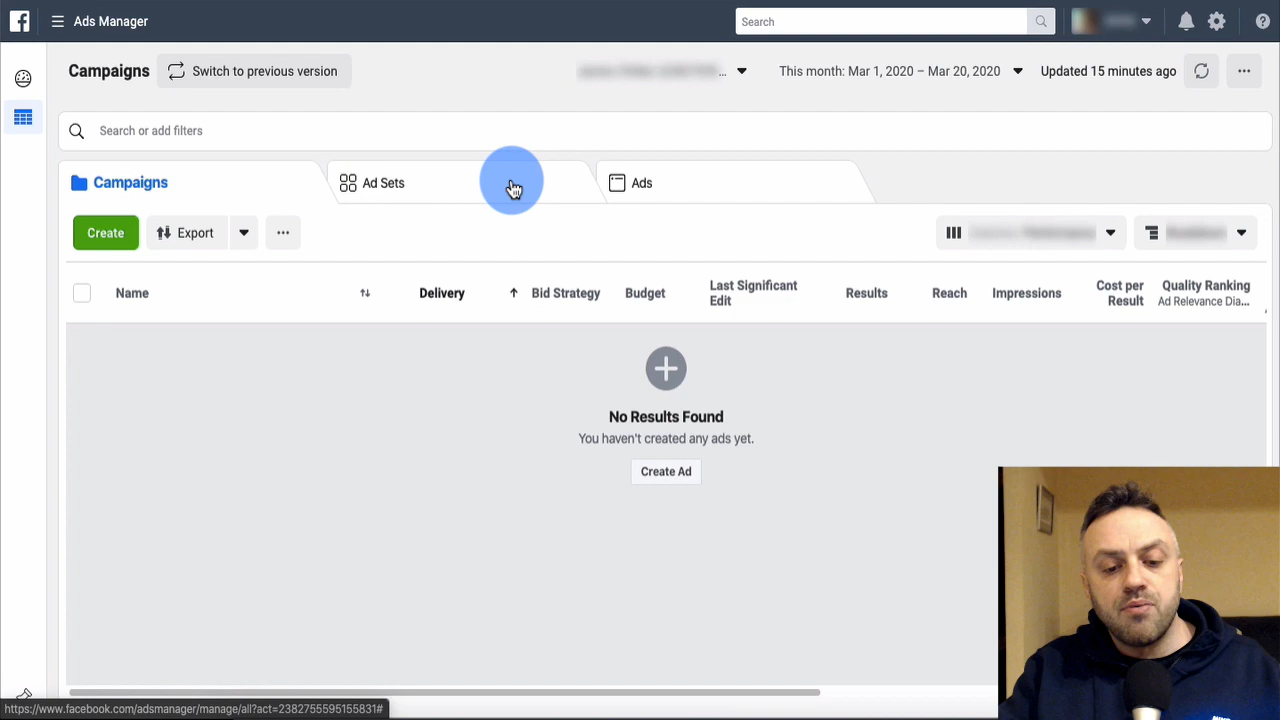 Ads Manager
Search
Campaigns
Switch to previous version
This month: Mar 1, 2020 – Mar 20, 2020
Updated 15 minutes ago
Search or add filters
Campaigns
Ad Sets
Ads
Create
Export
Name
Delivery
Bid Strategy
Budget
Last Significant
Edit
Results
Reach
Impressions
Cost per
Result
Quality Ranking
Ad Relevance Dia...
No Results Found
You haven't created any ads yet.
Create Ad
https://www.facebook.com/adsmanager/manage/all?act=2382755595155831#